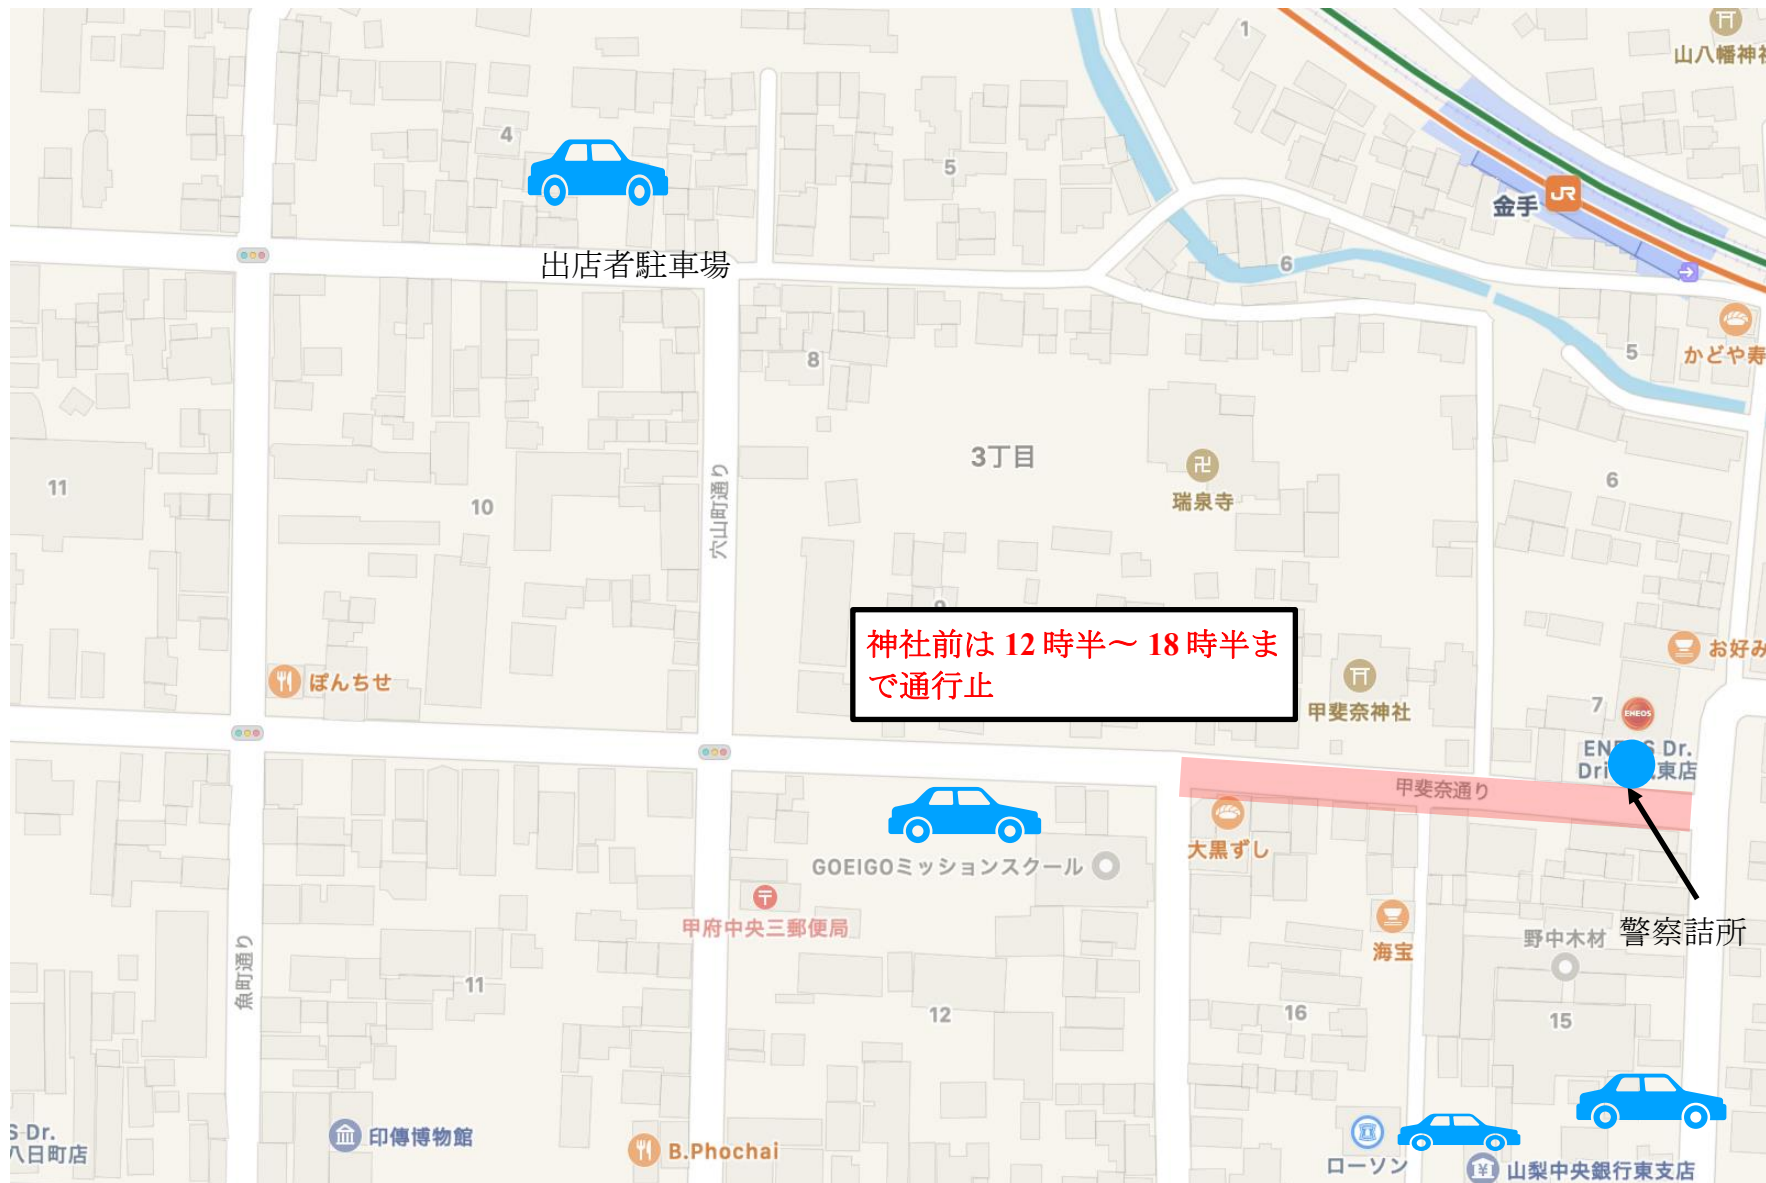 1
山八幡神
4
5
JR
金手
6
出店者駐車場
8
5
かどや寿
3丁目
11
10
瑞泉寺
6
穴山町通り
神社前は 12 時半～ 18 時半ま
で通行止
お好み
ぽんちせ
甲斐奈神社
7
ENEOS
Dr.
東店
甲斐奈通り
大黒ずし
GOEIGOミッションスクール
甲府中央三郵便局
警察詰所
野中木材
海宝
魚町通り
11
12
16
15
S-Dr.
八日町店
印傳博物館
B.Phochai
ローソン
山梨中央銀行東支店